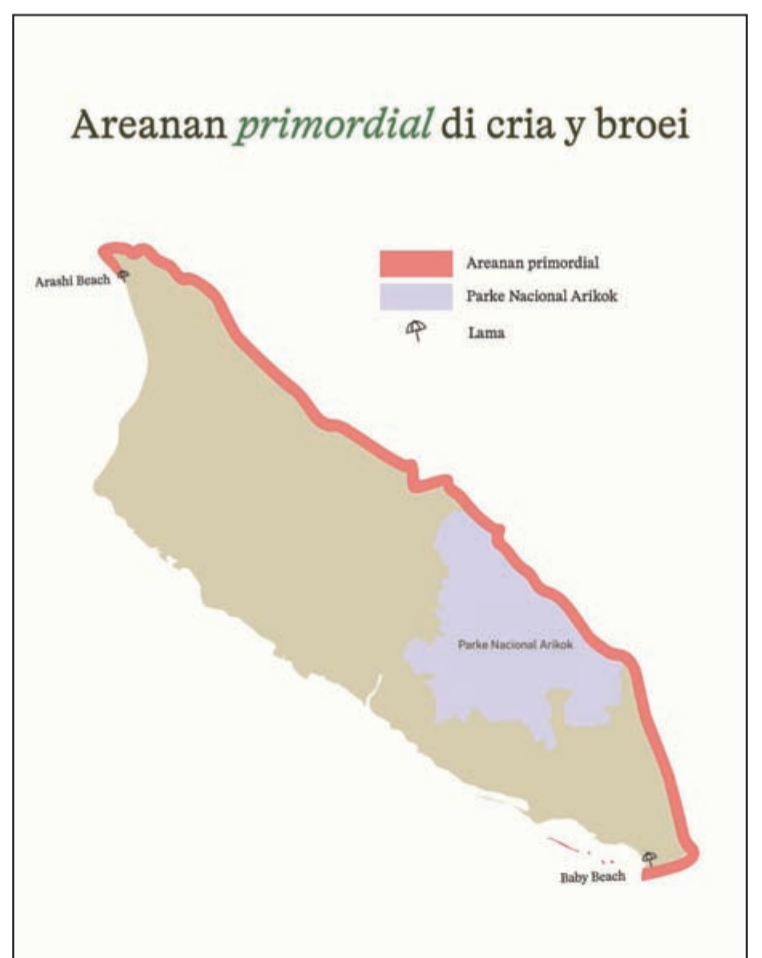 Areanan primordial di cria y broei
Arashi Beach
Areanan primordial
Parke Nacional Arikok
Lama
Parke Nacional Arikok
Baby Beach